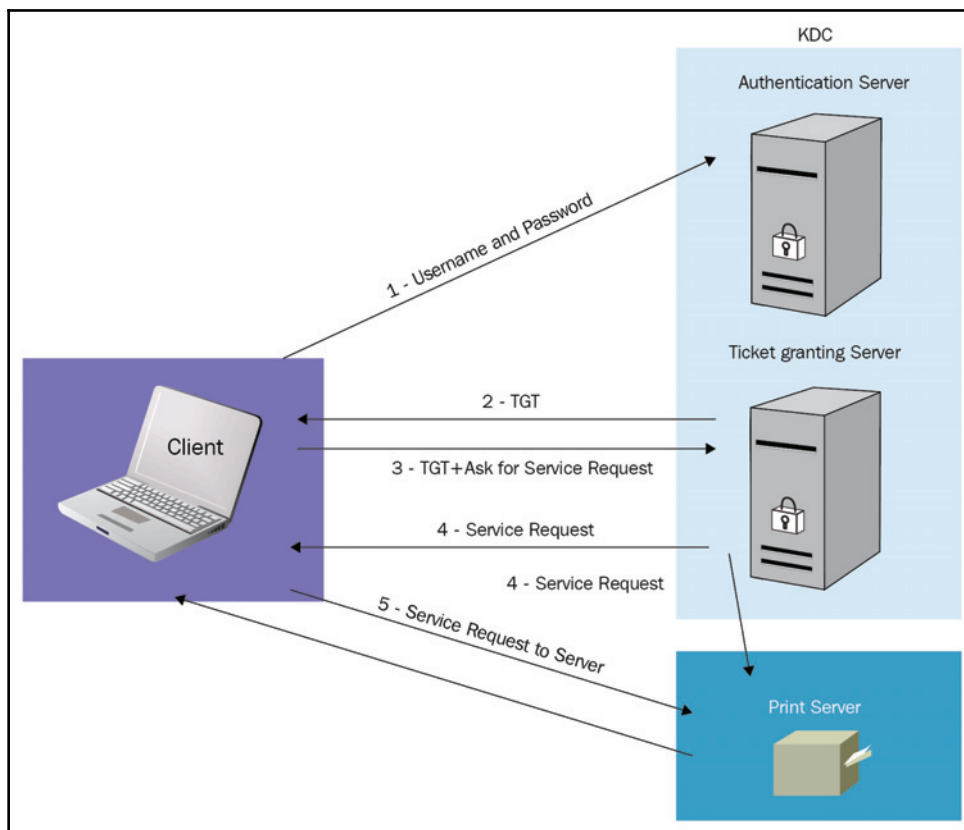 KDC
Authentication Server
1 - Username and Password
Ticket granting Server
2 - TGT
Client
3 - TGT+Ask for Service Request
4 - Service Request
4 - Service Request
5 - Service Request to Server
Print Server